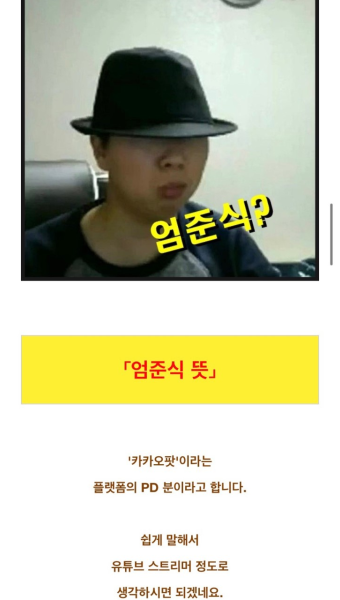 엄준식?
「엄준식 뜻」
'카카오팟'이라는
플랫폼의 PD 분이라고 합니다.
쉽게 말해서
유튜브 스트리머 정도로
생각하시면 되겠네요.